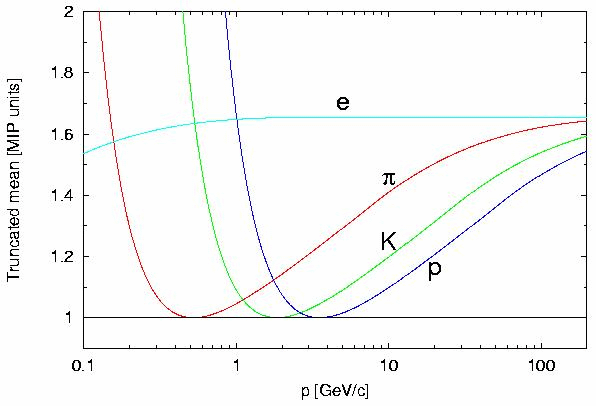 2
1.8
1.6
1.4
1.2
1
Truncated mean [MIP units]
e
π
K
p
0.1
1
10
100
p [GeV/c]